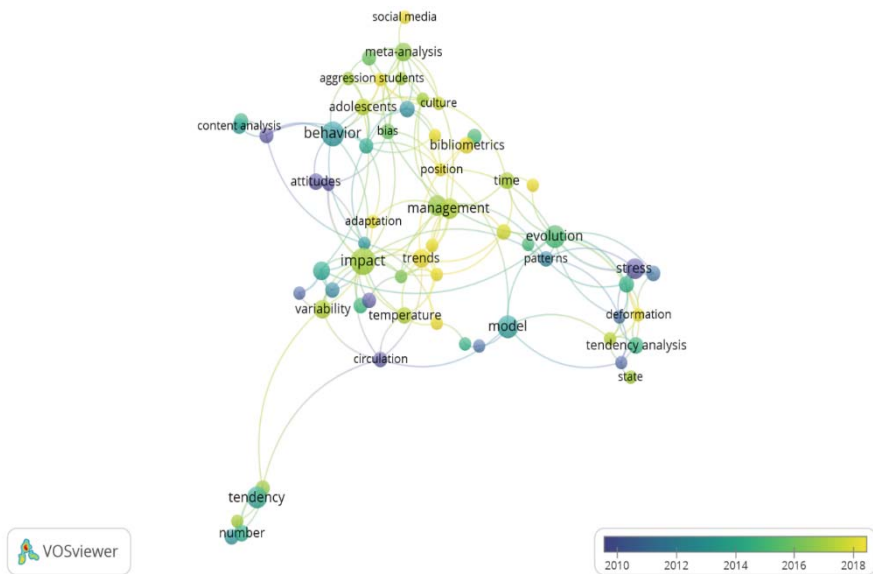 social media
meta-analysis
aggression students
adolescents
culture
content analysis
behavior
bias
bibliometrics
position
attitudes
time
management
adaptation
evolution
impact
trends
patterns
stress
variability
temperature
model
deformation
tendency analysis
circulation
state
tendency
number
VOSviewer
2010 2012 2014 2016 2018